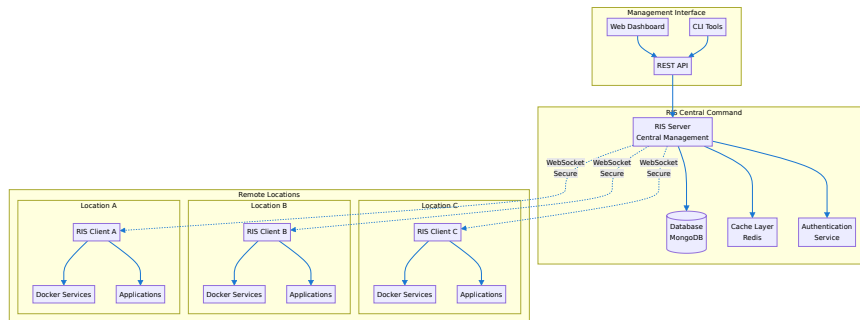 Management Interface
Web Dashboard
CLI Tools
REST API
RIS Central Command
RIS Server
Central Management
WebSocket
Secure
WebSocket
Secure
WebSocket
Secure
Database
MongoDB
Cache Layer
Redis
Authentication
Service
Remote Locations
Location A
RIS Client A
Docker Services
Applications
Location B
RIS Client B
Docker Services
Applications
Location C
RIS Client C
Docker Services
Applications